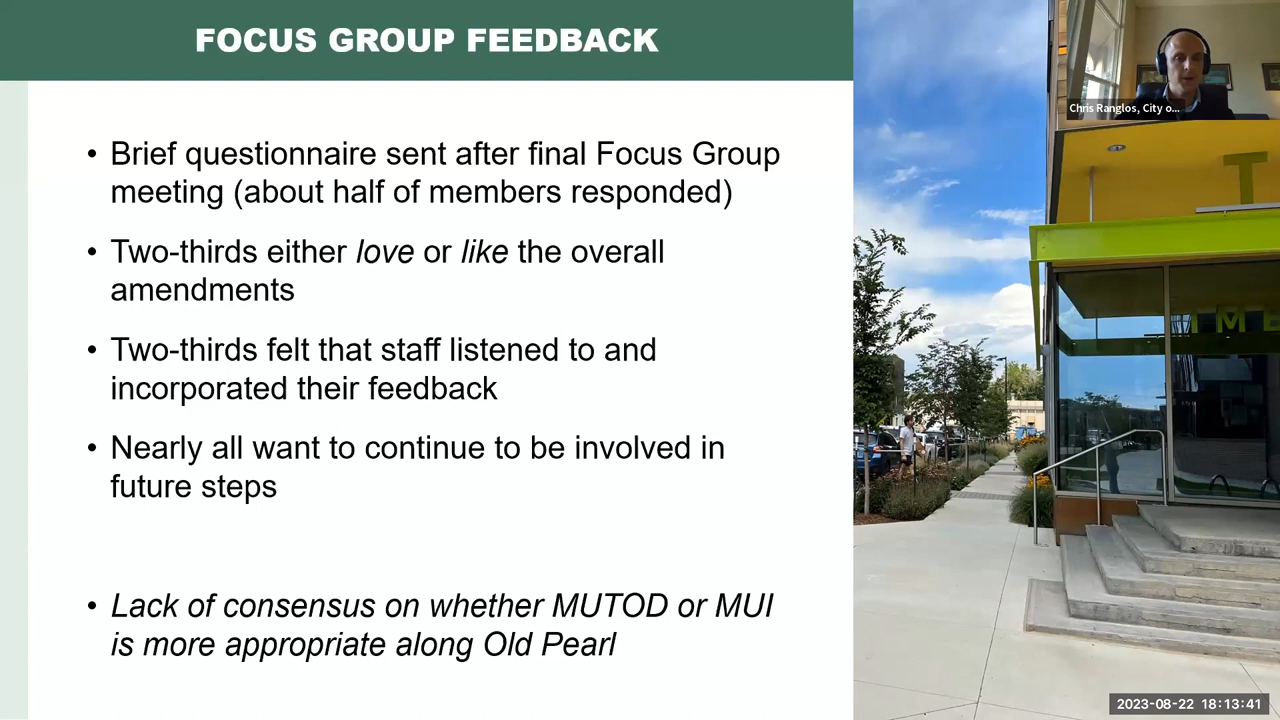 FOCUS GROUP FEEDBACK
• Brief questionnaire sent after final Focus Group
meeting (about half of members responded)
• Two-thirds either love or like the overall
amendments
• Two-thirds felt that staff listened to and
incorporated their feedback
• Nearly all want to continue to be involved in
future steps
• Lack of consensus on whether MUTOD or MUI
is more appropriate along Old Pearl
Chris Ranglos, City o...
T
IME
2023-08-22 18:13:41